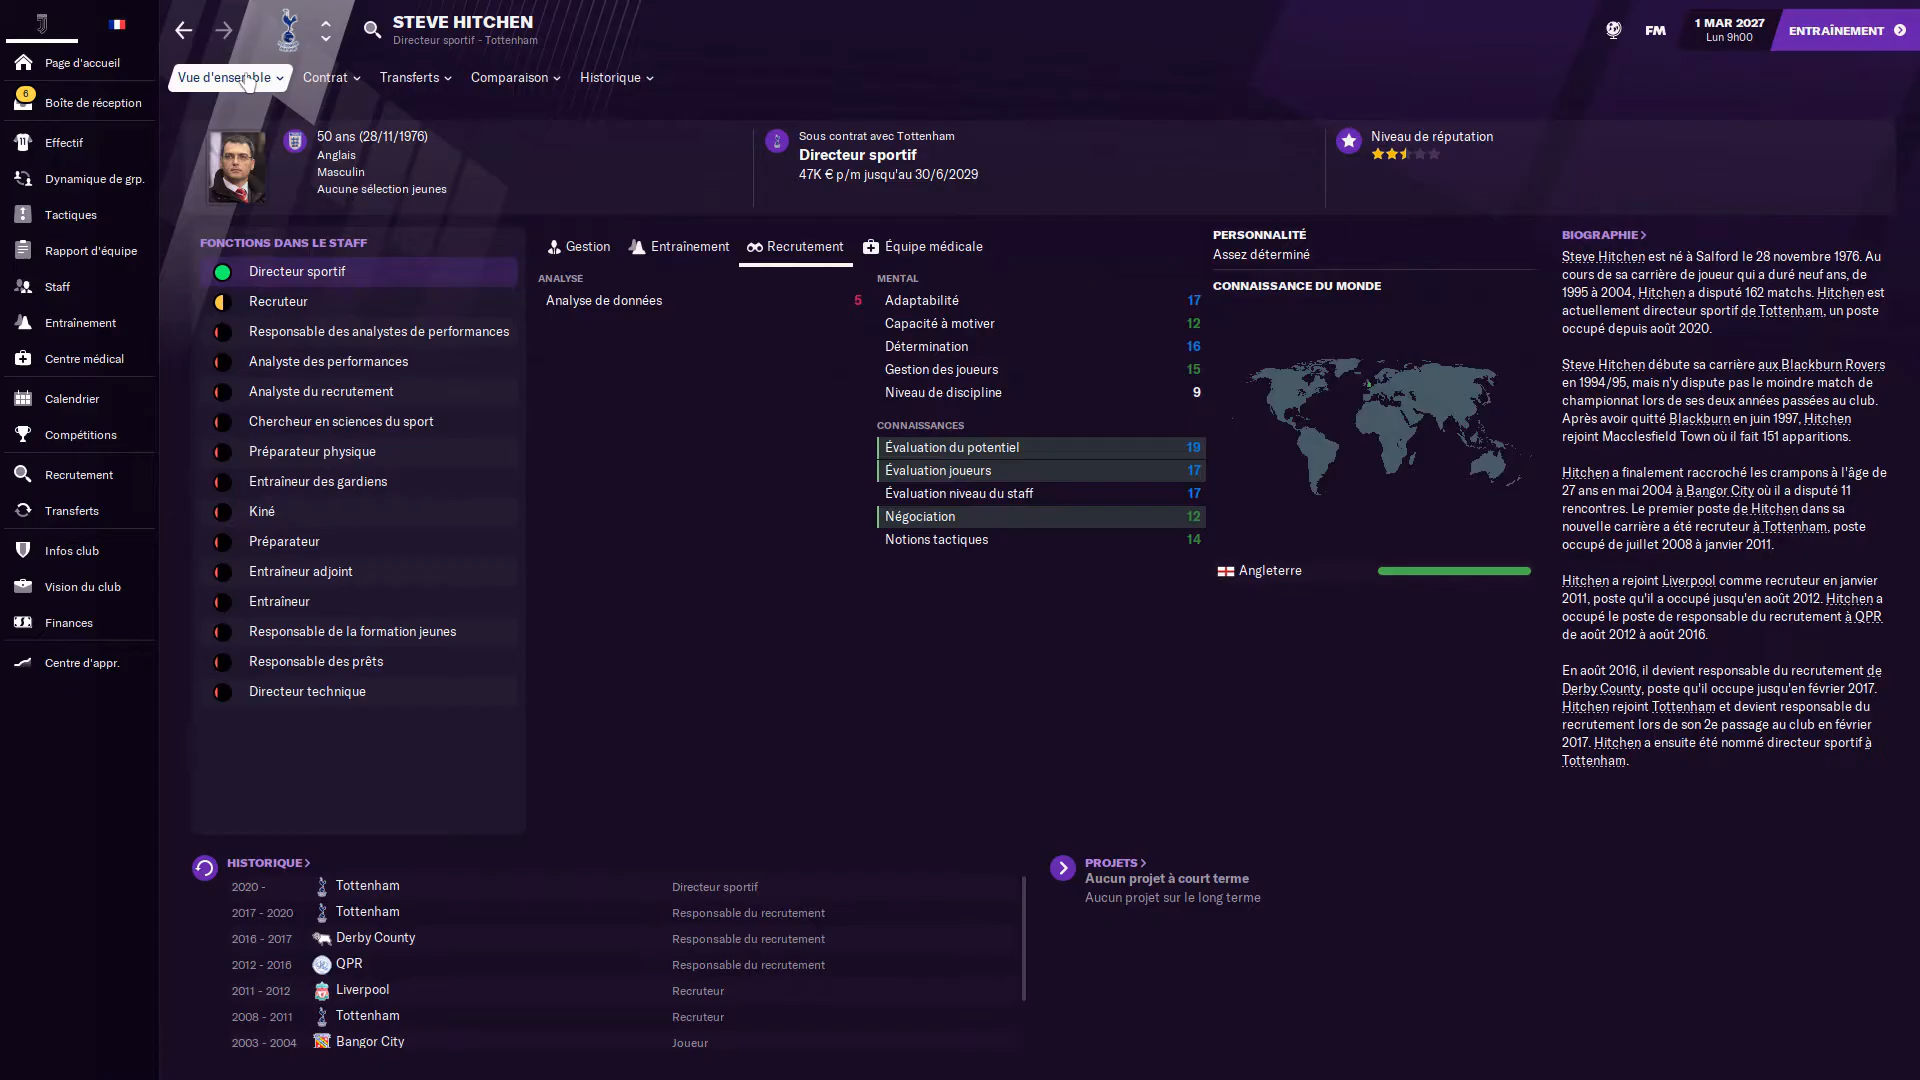 STEVE HITCHEN
Directeur sportif - Tottenham
FM
1 MAR 2027
Lun 9h00
ENTRAÎNEMENT
Vue d'ensemble
Contrat
Transferts
Comparaison
Historique
Page d'accueil
6
Boîte de réception
11
Effectif
Dynamique de grp.
Tactiques
Rapport d'équipe
Staff
Entraînement
Centre médical
Calendrier
Compétitions
Recrutement
Transferts
Infos club
Vision du club
Finances
Centre d'appr.
50 ans (28/11/1976)
Anglais
Masculin
Aucune sélection jeunes
Sous contrat avec Tottenham
Directeur sportif
47K € p/m jusqu'au 30/6/2029
Niveau de réputation
FONCTIONS DANS LE STAFF
Directeur sportif
Recruteur
Responsable des analystes de performances
Analyste des performances
Analyste du recrutement
Chercheur en sciences du sport
Préparateur physique
Entraîneur des gardiens
Kiné
Préparateur
Entraîneur adjoint
Entraîneur
Responsable de la formation jeunes
Responsable des prêts
Directeur technique
Gestion
Entraînement
Recrutement
Équipe médicale
ANALYSE
Analyse de données 5
MENTAL
Adaptabilité 17
Capacité à motiver 12
Détermination 16
Gestion des joueurs 15
Niveau de discipline 9
CONNAISSANCES
Évaluation du potentiel 19
Évaluation joueurs 17
Évaluation niveau du staff 17
Négociation 12
Notions tactiques 14
PERSONNALITÉ
Assez déterminé
CONNAISSANCE DU MONDE
Angleterre
BIOGRAPHIE >
Steve Hitchen est né à Salford le 28 novembre 1976. Au
cours de sa carrière de joueur qui a duré neuf ans, de
1995 à 2004, Hitchen a disputé 162 matchs. Hitchen est
actuellement directeur sportif de Tottenham, un poste
occupé depuis août 2020.
Steve Hitchen débute sa carrière aux Blackburn Rovers
en 1994/95, mais n'y dispute pas le moindre match de
championnat lors de ses deux années passées au club.
Après avoir quitté Blackburn en juin 1997, Hitchen
rejoint Macclesfield Town où il fait 151 apparitions.
Hitchen a finalement raccroché les crampons à l'âge de
27 ans en mai 2004 à Bangor City où il a disputé 11
rencontres. Le premier poste de Hitchen dans sa
nouvelle carrière a été recruteur à Tottenham, poste
occupé de juillet 2008 à janvier 2011.
Hitchen a rejoint Liverpool comme recruteur en janvier
2011, poste qu'il a occupé jusqu'en août 2012. Hitchen a
occupé le poste de responsable du recrutement à QPR
de août 2012 à août 2016.
En août 2016, il devient responsable du recrutement de
Derby County, poste qu'il occupe jusqu'en février 2017.
Hitchen rejoint Tottenham et devient responsable du
recrutement lors de son 2e passage au club en février
2017. Hitchen a ensuite été nommé directeur sportif à
Tottenham.
HISTORIQUE >
2020 - Tottenham Directeur sportif
2017 - 2020 Tottenham Responsable du recrutement
2016 - 2017 Derby County Responsable du recrutement
2012 - 2016 QPR Responsable du recrutement
2011 - 2012 Liverpool Recruteur
2008 - 2011 Tottenham Recruteur
2003 - 2004 Bangor City Joueur
PROJETS >
Aucun projet à court terme
Aucun projet sur le long terme